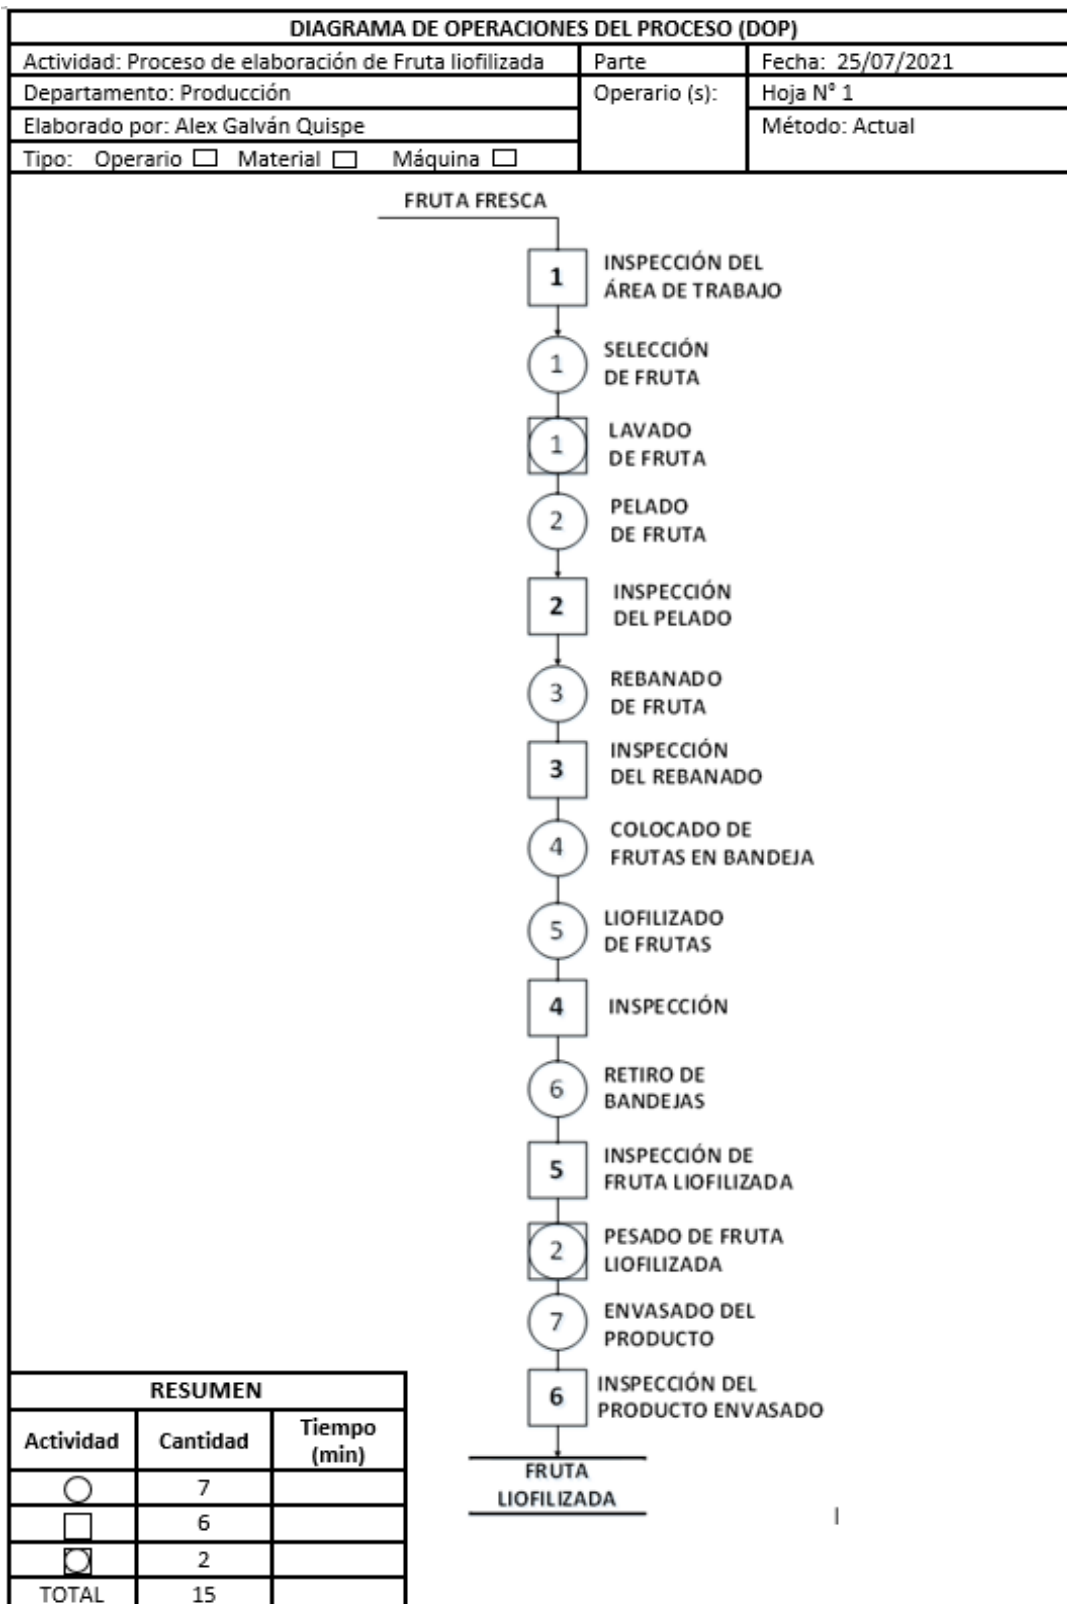 DIAGRAMA DE OPERACIONES DEL PROCESO (DOP)
Actividad: Proceso de elaboración de Fruta liofilizada
Parte
Fecha: 25/07/2021
Departamento: Producción
Operario (s):
Hoja N° 1
Elaborado por: Alex Galván Quispe
Método: Actual
Tipo: Operario Material Máquina
FRUTA FRESCA
1
INSPECCIÓN DEL
ÁREA DE TRABAJO
1
SELECCIÓN
DE FRUTA
1
LAVADO
DE FRUTA
2
PELADO
DE FRUTA
2
INSPECCIÓN
DEL PELADO
3
REBANADO
DE FRUTA
3
INSPECCIÓN
DEL REBANADO
4
COLOCADO DE
FRUTAS EN BANDEJA
5
LIOFILIZADO
DE FRUTAS
4
INSPECCIÓN
6
RETIRO DE
BANDEJAS
5
INSPECCIÓN DE
FRUTA LIOFILIZADA
2
PESADO DE FRUTA
LIOFILIZADA
7
ENVASADO DEL
PRODUCTO
6
INSPECCIÓN DEL
PRODUCTO ENVASADO
FRUTA
LIOFILIZADA
RESUMEN
Actividad
Cantidad
Tiempo
(min)
7
6
2
TOTAL
15